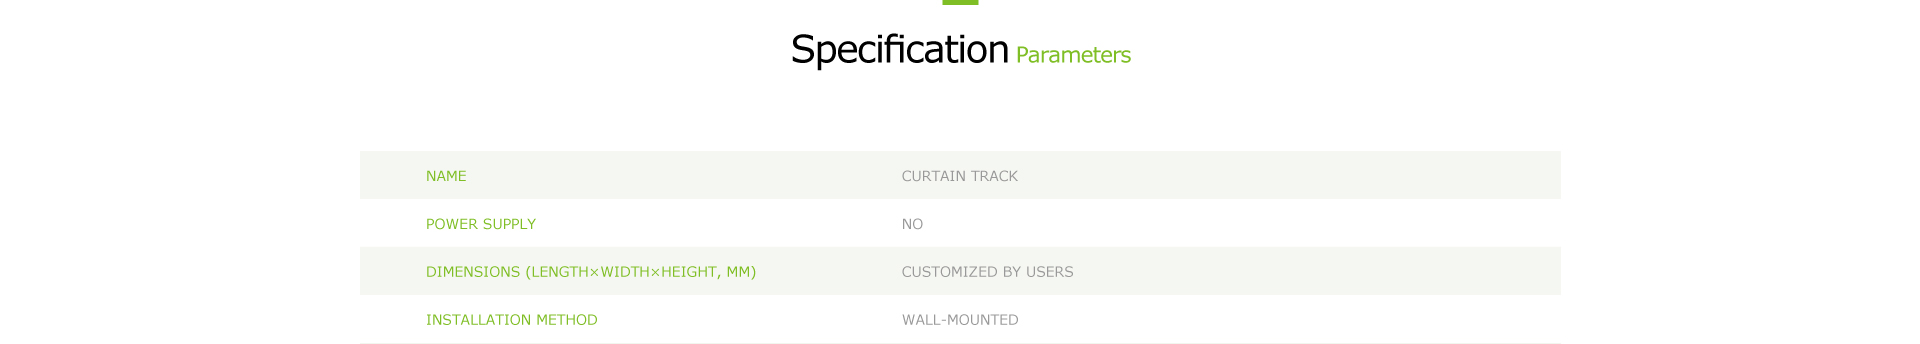 Specification Parameters
NAME CURTAIN TRACK
POWER SUPPLY NO
DIMENSIONS (LENGTH×WIDTH×HEIGHT, MM) CUSTOMIZED BY USERS
INSTALLATION METHOD WALL-MOUNTED